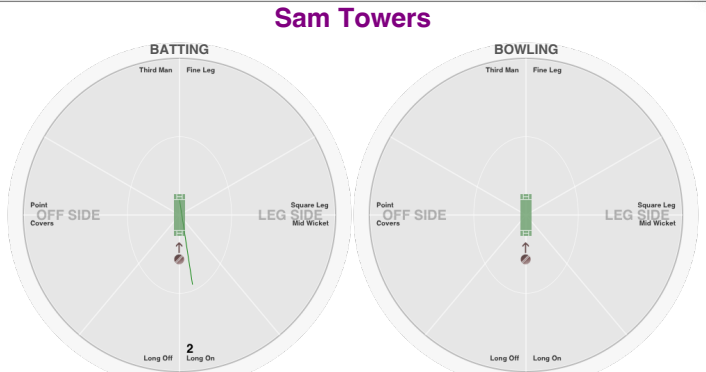 Sam Towers
BATTING
Third Man Fine Leg
Point
OFF SIDE
Covers
Square Leg
LEG SIDE
Mid Wicket
2
Long Off Long On
BOWLING
Third Man Fine Leg
Point
OFF SIDE
Covers
Square Leg
LEG SIDE
Mid Wicket
Long Off Long On